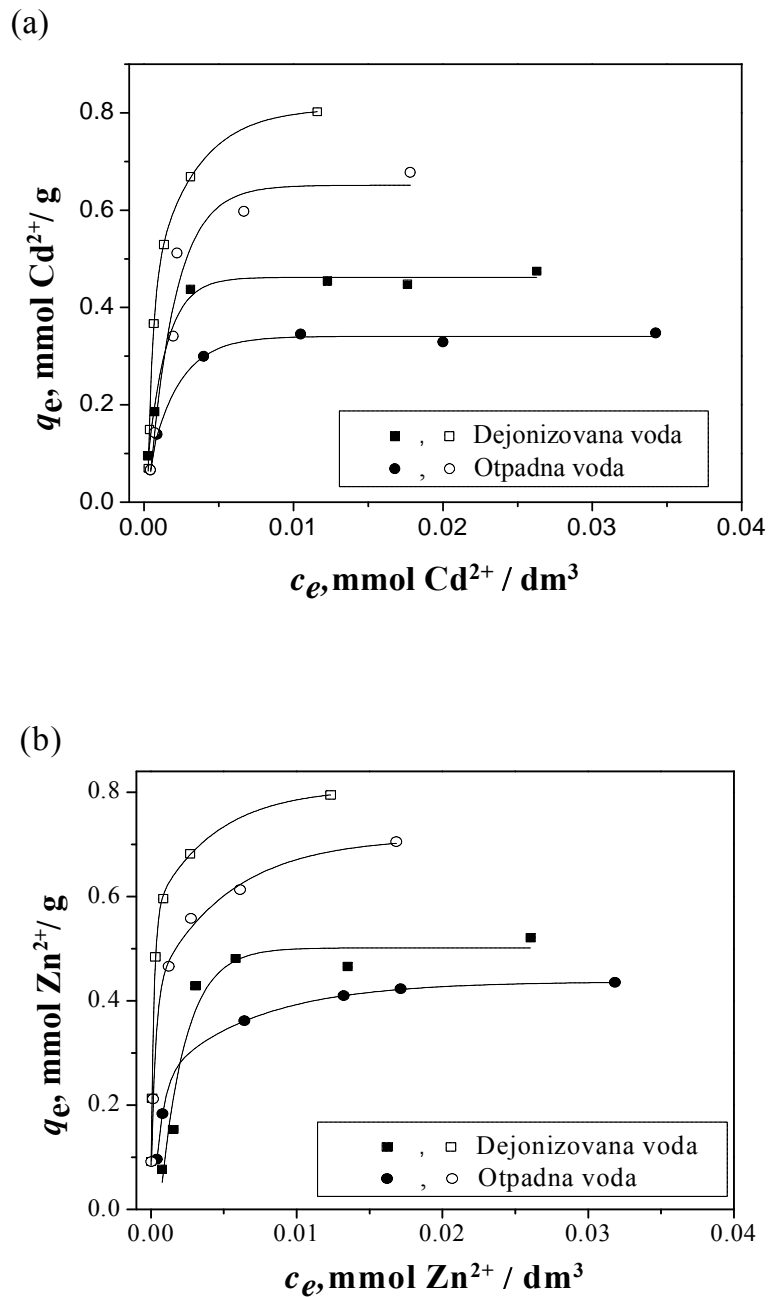 (a)
0.8
0.6
0.4
0.2
0.0
qe, mmol Cd²⁺/ g
■ , □ Dejonizovana voda
● , ○ Otpadna voda
0.00 0.01 0.02 0.03 0.04
ce, mmol Cd²⁺ / dm³
(b)
0.8
0.6
0.4
0.2
0.0
qe, mmol Zn²⁺/ g
■ , □ Dejonizovana voda
● , ○ Otpadna voda
0.00 0.01 0.02 0.03 0.04
ce, mmol Zn²⁺ / dm³